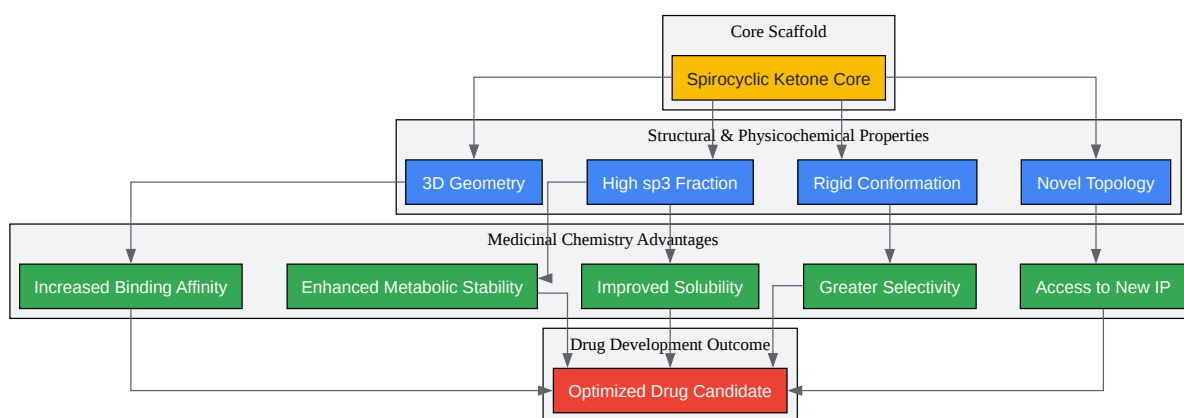 Core Scaffold
Spirocyclic Ketone Core
Structural & Physicochemical Properties
3D Geometry
High sp3 Fraction
Rigid Conformation
Novel Topology
Medicinal Chemistry Advantages
Increased Binding Affinity
Enhanced Metabolic Stability
Improved Solubility
Greater Selectivity
Access to New IP
Drug Development Outcome
Optimized Drug Candidate